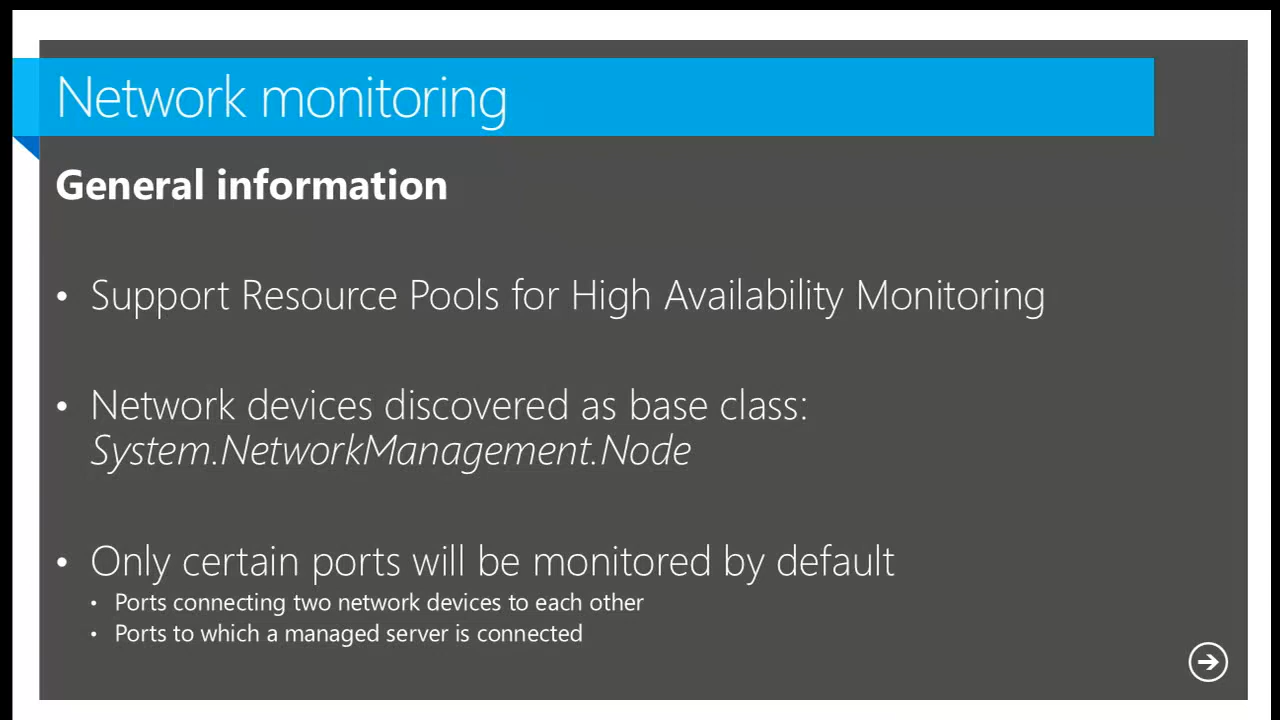 Network monitoring
General information
• Support Resource Pools for High Availability Monitoring
• Network devices discovered as base class:
System.NetworkManagement.Node
• Only certain ports will be monitored by default
• Ports connecting two network devices to each other
• Ports to which a managed server is connected